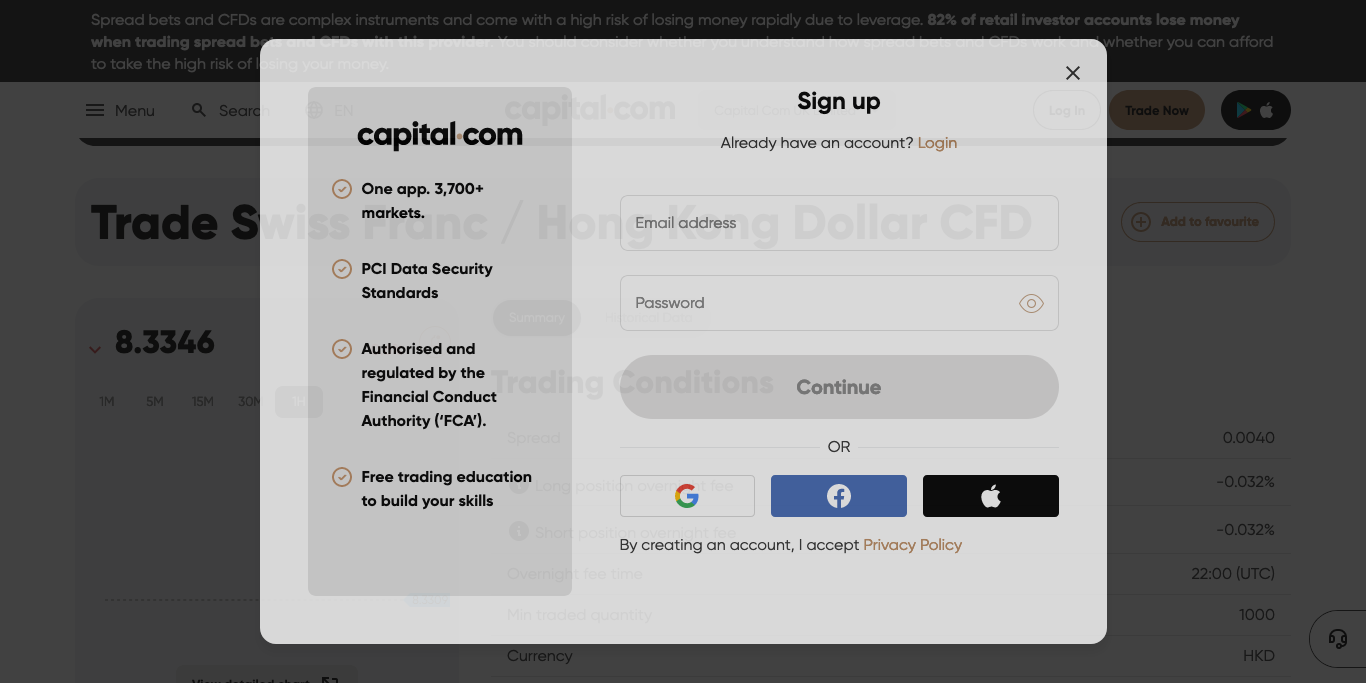 Spread bets and CFDs are complex instruments and come with a high risk of losing money rapidly due to leverage. 82% of retail investor accounts lose money
when trading spread bets and CFDs with this provider. You should consider whether you understand how spread bets and CFDs work and whether you can afford
to take the high risk of losing your money.
Menu
Search
EN
capital.com
Log In
Trade Now
Trade Swiss Franc / Hong Kong Dollar CFD
Add to favourite
8.3346
1M 5M 15M 30M 1H
Summary
Trading Conditions
Spread 0.0040
Long position overnight fee -0.032%
Short position overnight fee -0.032%
Overnight fee time 22:00 (UTC)
Min traded quantity 1000
Currency HKD
View detailed chart
capital.com
One app. 3,700+
markets.
PCI Data Security
Standards
Authorised and
regulated by the
Financial Conduct
Authority (‘FCA’).
Free trading education
to build your skills
Sign up
Already have an account? Login
Email address
Password
Continue
OR
By creating an account, I accept Privacy Policy